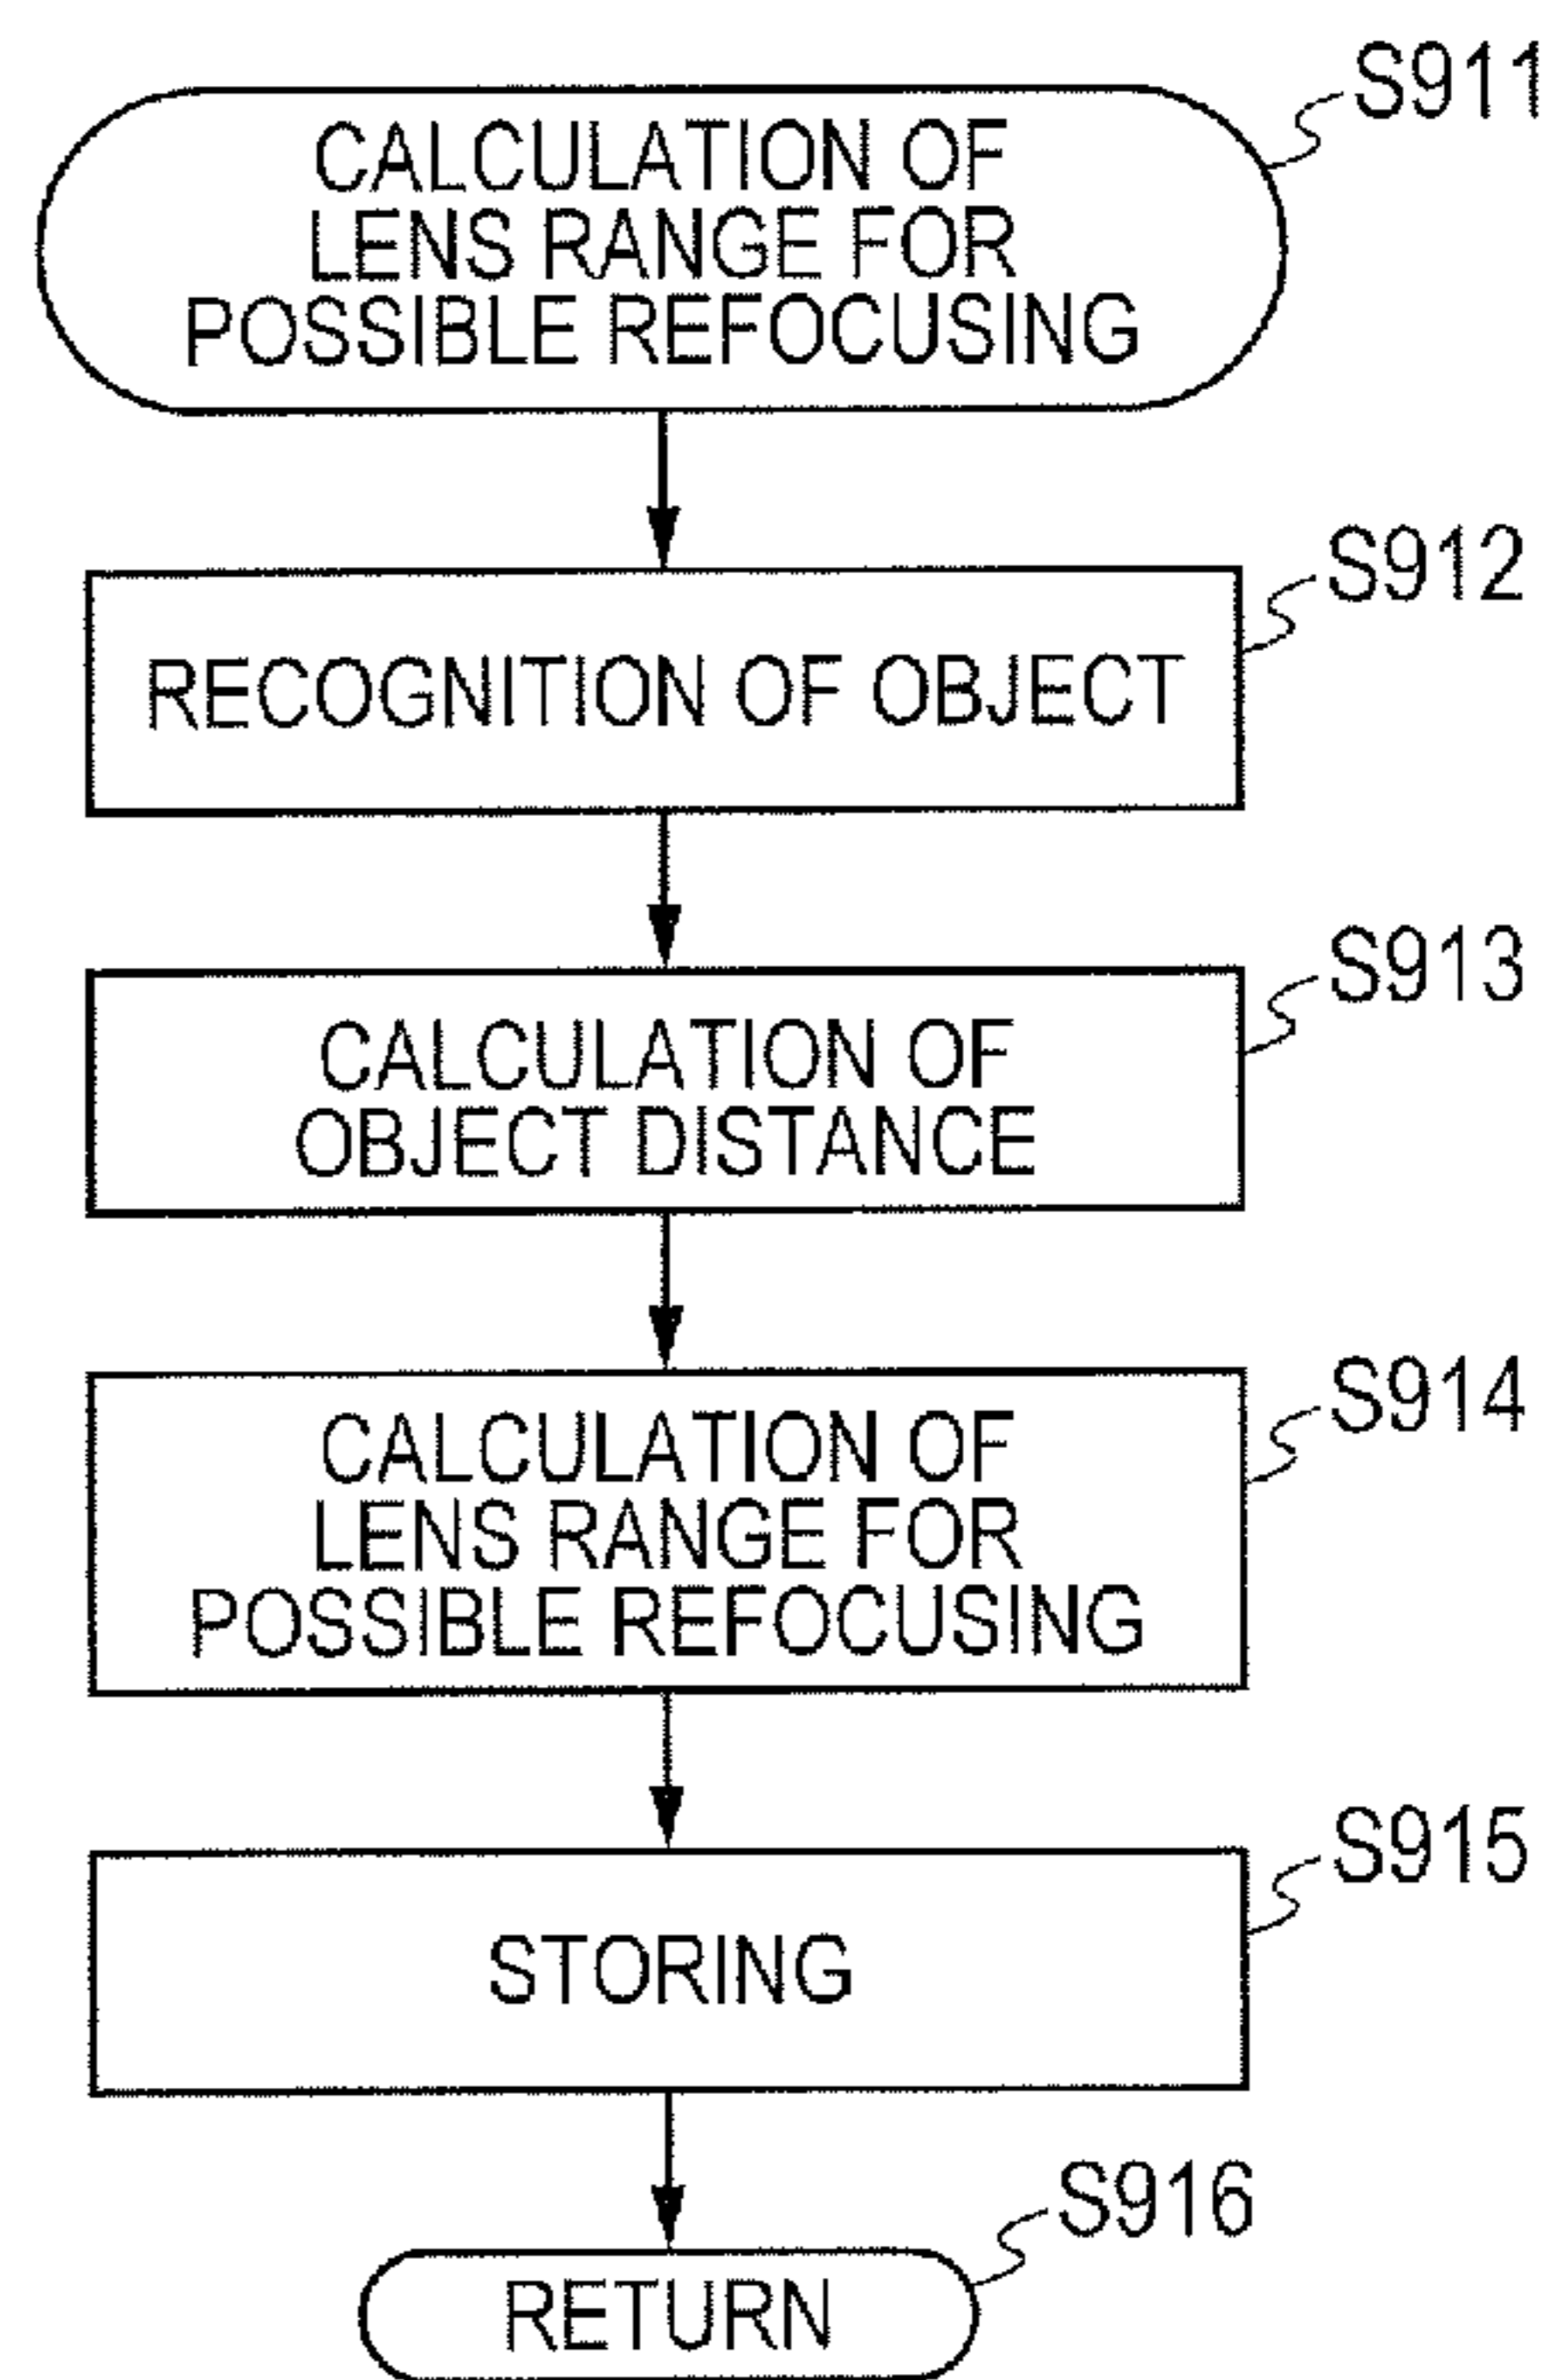 S911
CALCULATION OF
LENS RANGE FOR
POSSIBLE REFOCUSING
S912
RECOGNITION OF OBJECT
S913
CALCULATION OF
OBJECT DISTANCE
S914
CALCULATION OF
LENS RANGE FOR
POSSIBLE REFOCUSING
S915
STORING
S916
RETURN